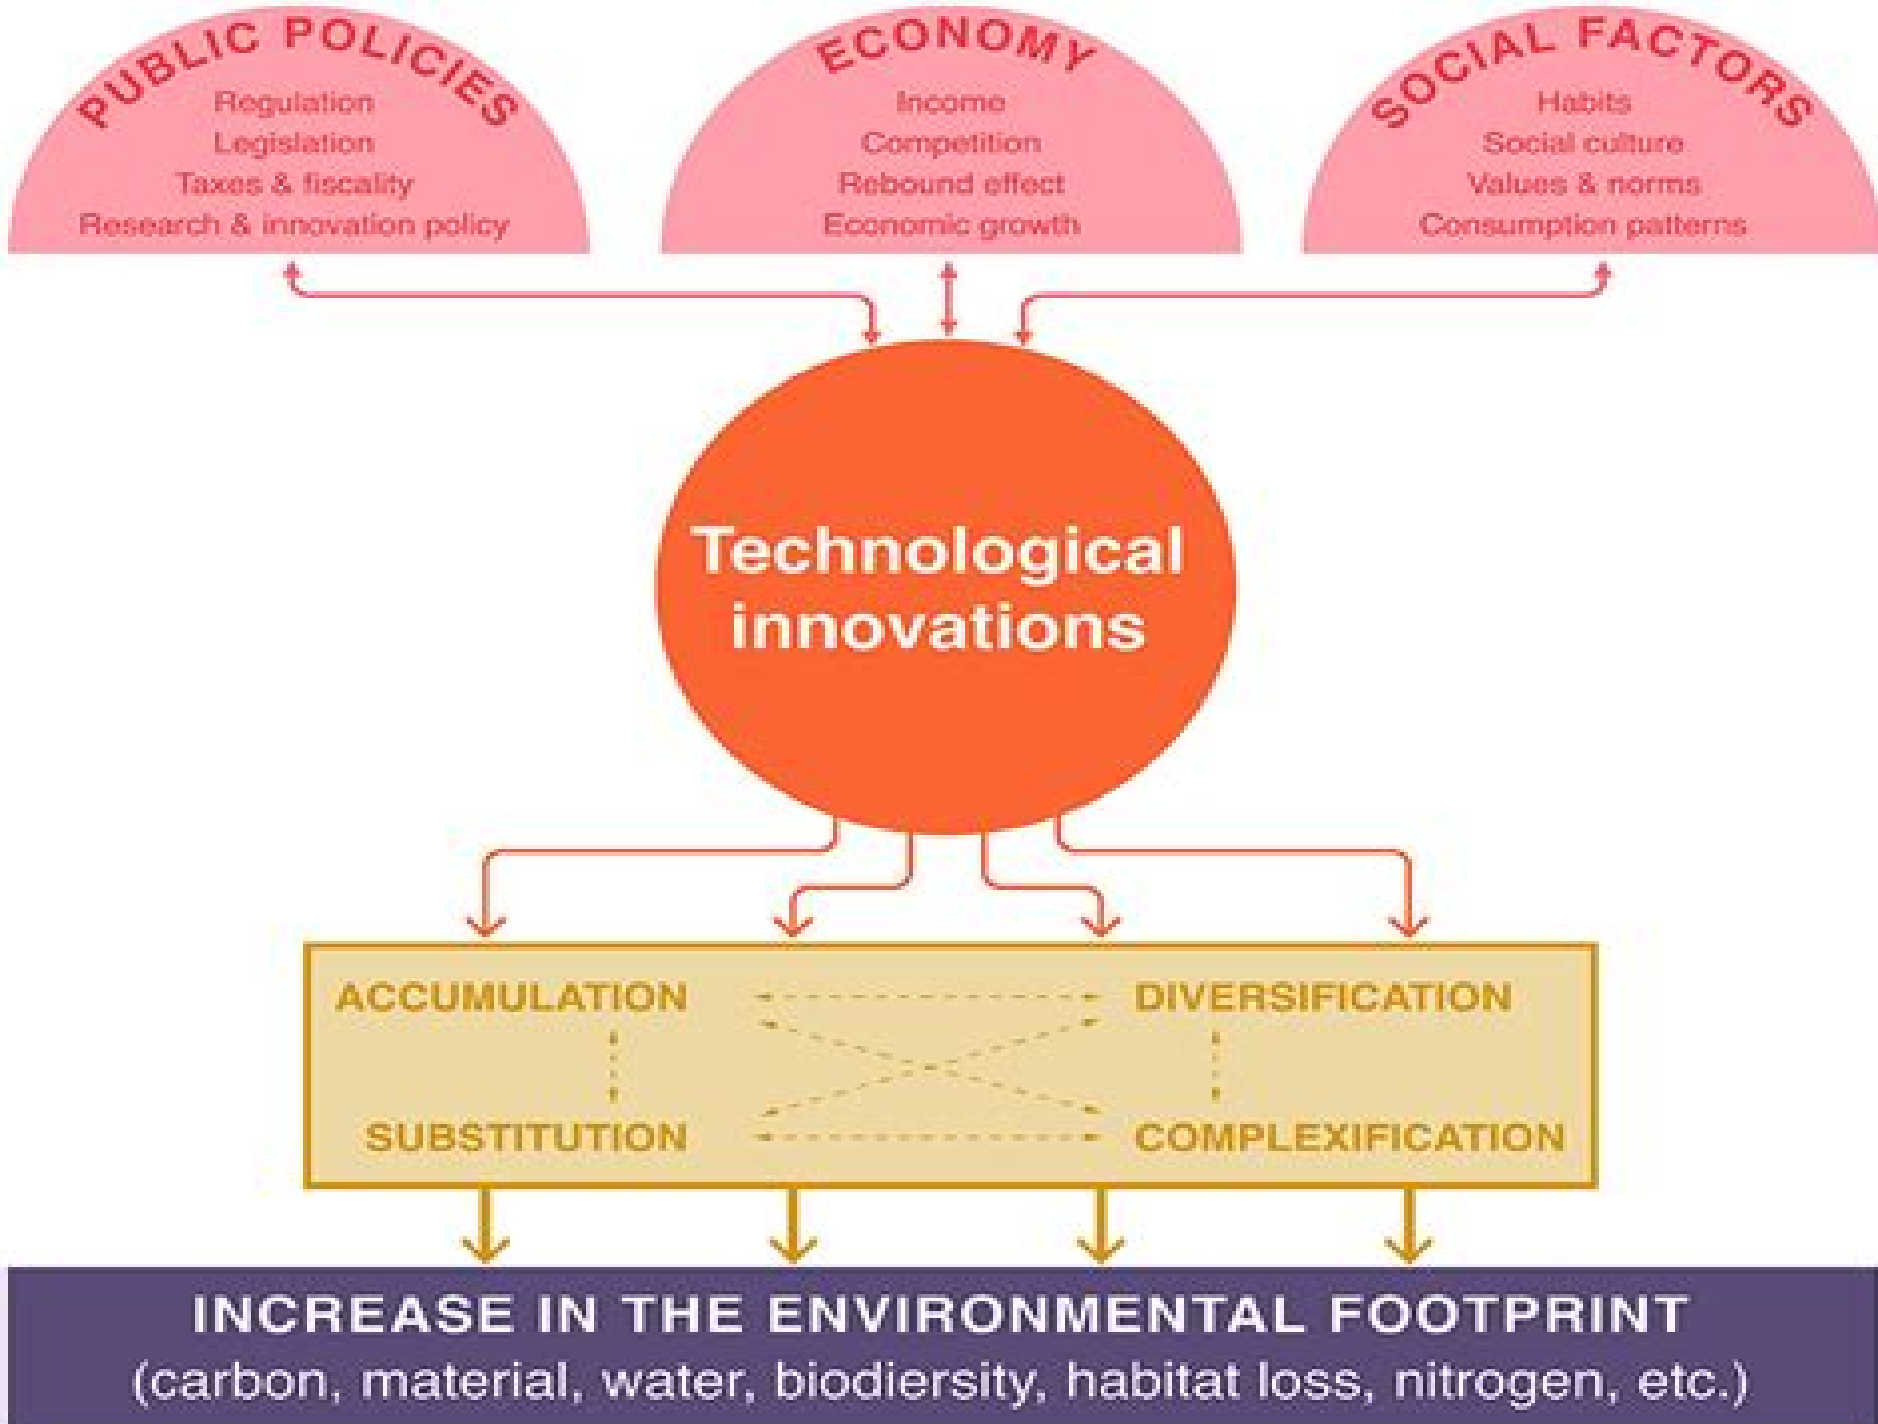 PUBLIC POLICIES
Regulation
Legislation
Taxes & fiscality
Research & innovation policy
ECONOMY
Income
Competition
Rebound effect
Economic growth
SOCIAL FACTORS
Habits
Social culture
Values & norms
Consumption patterns
Technological
innovations
ACCUMULATION
DIVERSIFICATION
SUBSTITUTION
COMPLEXIFICATION
INCREASE IN THE ENVIRONMENTAL FOOTPRINT
(carbon, material, water, biodiersity, habitat loss, nitrogen, etc.)